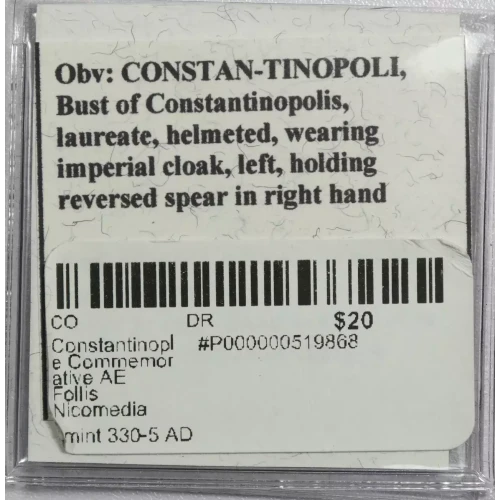 Obv: CONSTAN-TINOPOLI,
Bust of Constantinopolis,
laureate, helmeted, wearing
imperial cloak, left, holding
reversed spear in right hand
CO DR $20
Constantinopl #P000000519868
e Commemor
ative AE
Follis
Nicomedia
mint 330-5 AD